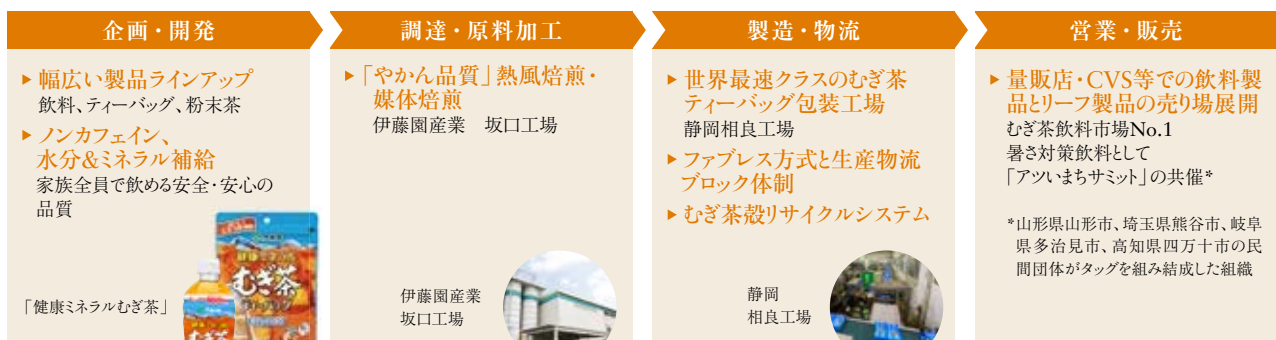 企画・開発
▶ 幅広い製品ラインアップ
飲料、ティーバッグ、粉末茶
▶ ノンカフェイン、
水分&ミネラル補給
家族全員で飲める安全・安心の
品質
むぎ茶
「健康ミネラルむぎ茶」
調達・原料加工
▶ 「やかん品質」熱風焙煎・
媒体焙煎
伊藤園産業 坂口工場
伊藤園産業
坂口工場
製造・物流
▶ 世界最速クラスのむぎ茶
ティーバッグ包装工場
静岡相良工場
▶ ファブレス方式と生産物流
ブロック体制
▶ むぎ茶殻リサイクルシステム
静岡
相良工場
営業・販売
▶ 量販店・CVS等での飲料製
品とリーフ製品の売り場展開
むぎ茶飲料市場No.1
暑さ対策飲料として
「アツいまちサミット」の共催*
*山形県山形市、埼玉県熊谷市、岐阜
県多治見市、高知県四万十市の民
間団体がタッグを組み結成した組織